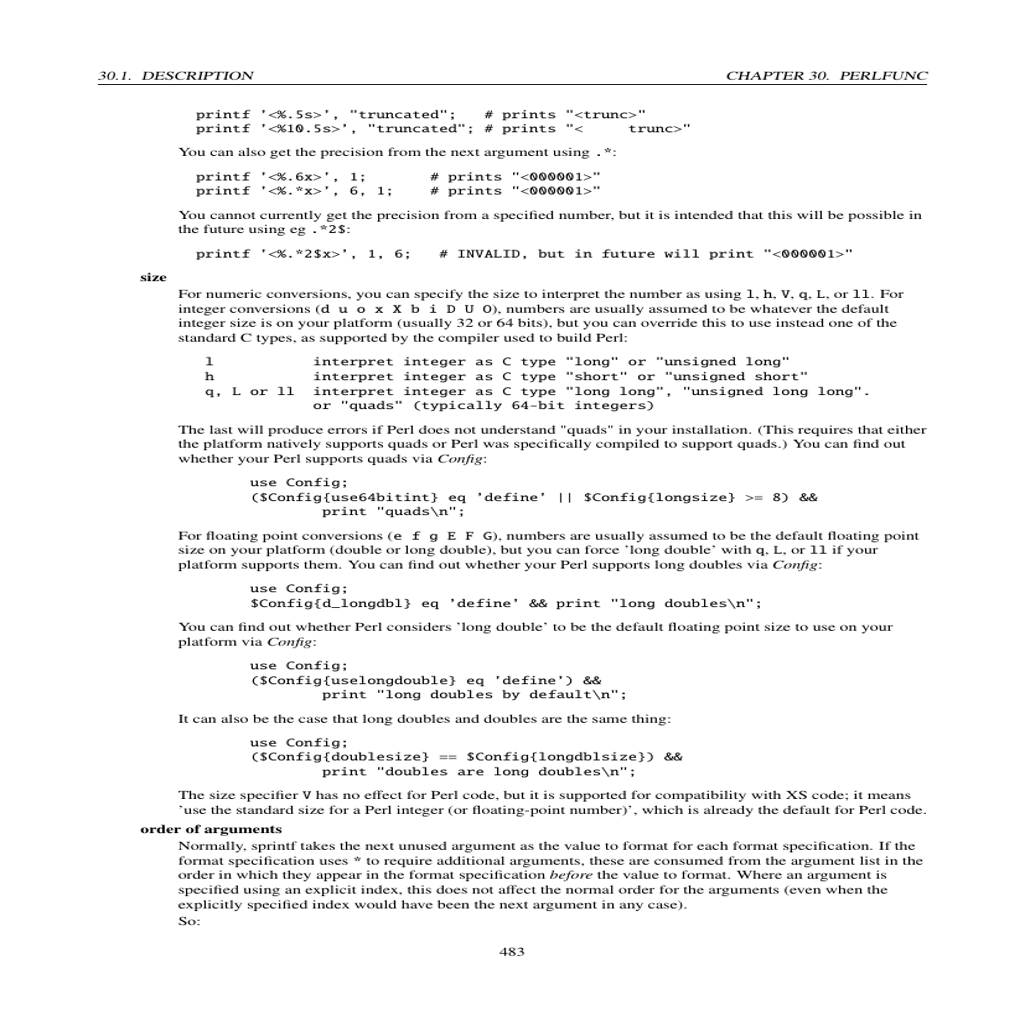 30.1. DESCRIPTION CHAPTER 30. PERLFUNC
printf '<%.5s>', "truncated"; # prints "<trunc>"
printf '<%10.5s>', "truncated"; # prints "<     trunc>"
You can also get the precision from the next argument using .*:
printf '<%.6x>', 1; # prints "<000001>"
printf '<%.*x>', 6, 1; # prints "<000001>"
You cannot currently get the precision from a specified number, but it is intended that this will be possible in
the future using eg .*2$:
printf '<%.*2$x>', 1, 6; # INVALID, but in future will print "<000001>"
size
For numeric conversions, you can specify the size to interpret the number as using l, h, V, q, L, or ll. For
integer conversions (d u o x X b i D U O), numbers are usually assumed to be whatever the default
integer size is on your platform (usually 32 or 64 bits), but you can override this to use instead one of the
standard C types, as supported by the compiler used to build Perl:
l interpret integer as C type "long" or "unsigned long"
h interpret integer as C type "short" or "unsigned short"
q, L or ll interpret integer as C type "long long", "unsigned long long".
or "quads" (typically 64-bit integers)
The last will produce errors if Perl does not understand "quads" in your installation. (This requires that either
the platform natively supports quads or Perl was specifically compiled to support quads.) You can find out
whether your Perl supports quads via Config:
use Config;
($Config{use64bitint} eq 'define' || $Config{longsize} >= 8) &&
print "quads\n";
For floating point conversions (e f g E F G), numbers are usually assumed to be the default floating point
size on your platform (double or long double), but you can force 'long double' with q, L, or ll if your
platform supports them. You can find out whether your Perl supports long doubles via Config:
use Config;
$Config{d_longdbl} eq 'define' && print "long doubles\n";
You can find out whether Perl considers 'long double' to be the default floating point size to use on your
platform via Config:
use Config;
($Config{uselongdouble} eq 'define') &&
print "long doubles by default\n";
It can also be the case that long doubles and doubles are the same thing:
use Config;
($Config{doublesize} == $Config{longdblsize}) &&
print "doubles are long doubles\n";
The size specifier V has no effect for Perl code, but it is supported for compatibility with XS code; it means
'use the standard size for a Perl integer (or floating-point number)', which is already the default for Perl code.
order of arguments
Normally, sprintf takes the next unused argument as the value to format for each format specification. If the
format specification uses * to require additional arguments, these are consumed from the argument list in the
order in which they appear in the format specification before the value to format. Where an argument is
specified using an explicit index, this does not affect the normal order for the arguments (even when the
explicitly specified index would have been the next argument in any case).
So:
483